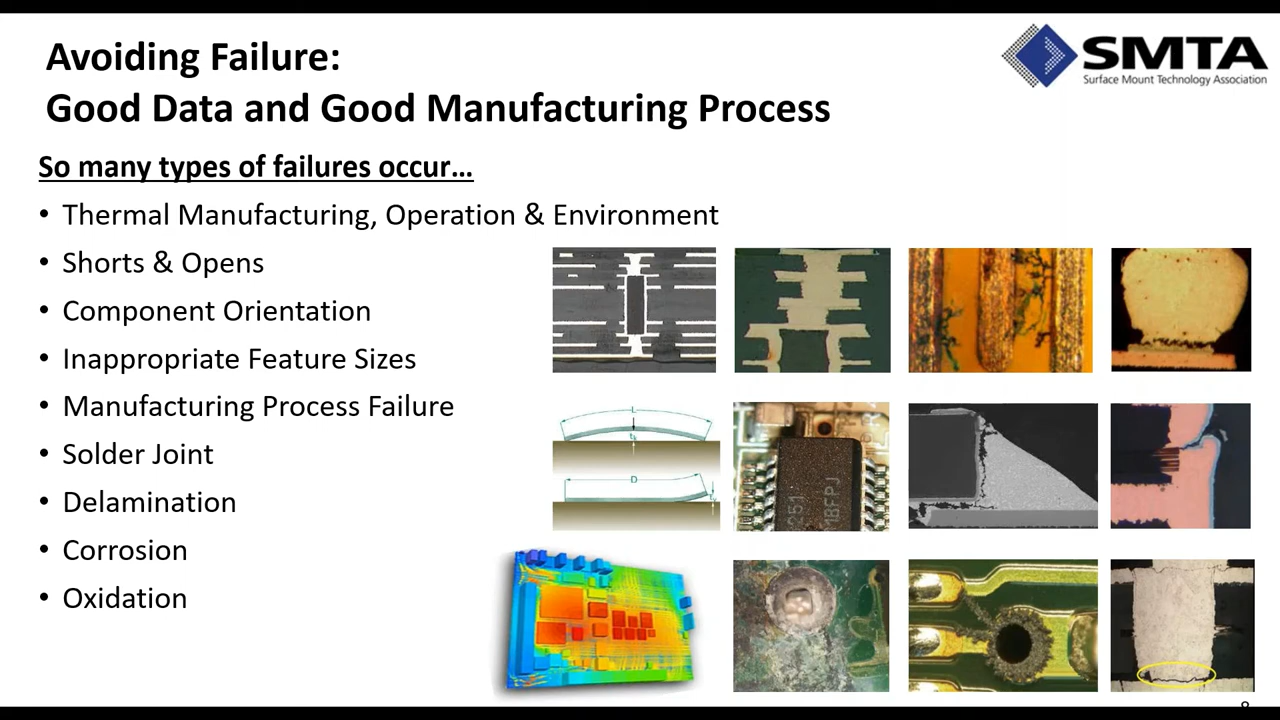 Avoiding Failure:
Good Data and Good Manufacturing Process
SMTA
Surface Mount Technology Association
So many types of failures occur...
• Thermal Manufacturing, Operation & Environment
• Shorts & Opens
• Component Orientation
• Inappropriate Feature Sizes
• Manufacturing Process Failure
• Solder Joint
• Delamination
• Corrosion
• Oxidation
L
D
251